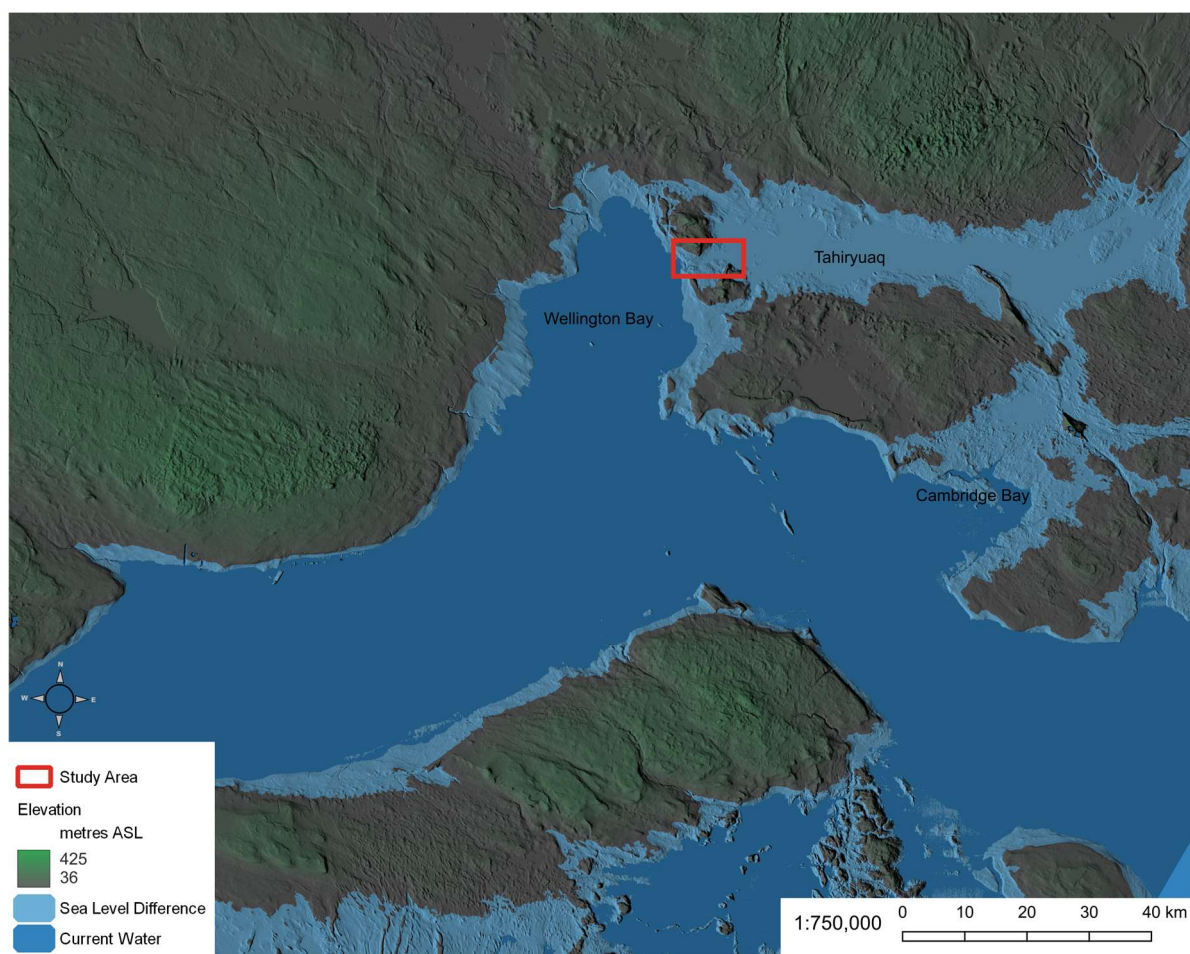 Tahiryuaq
Wellington Bay
Cambridge Bay
N
W E
S
Study Area
Elevation
metres ASL
425
36
Sea Level Difference
Current Water
1:750,000
0 10 20 30 40 km